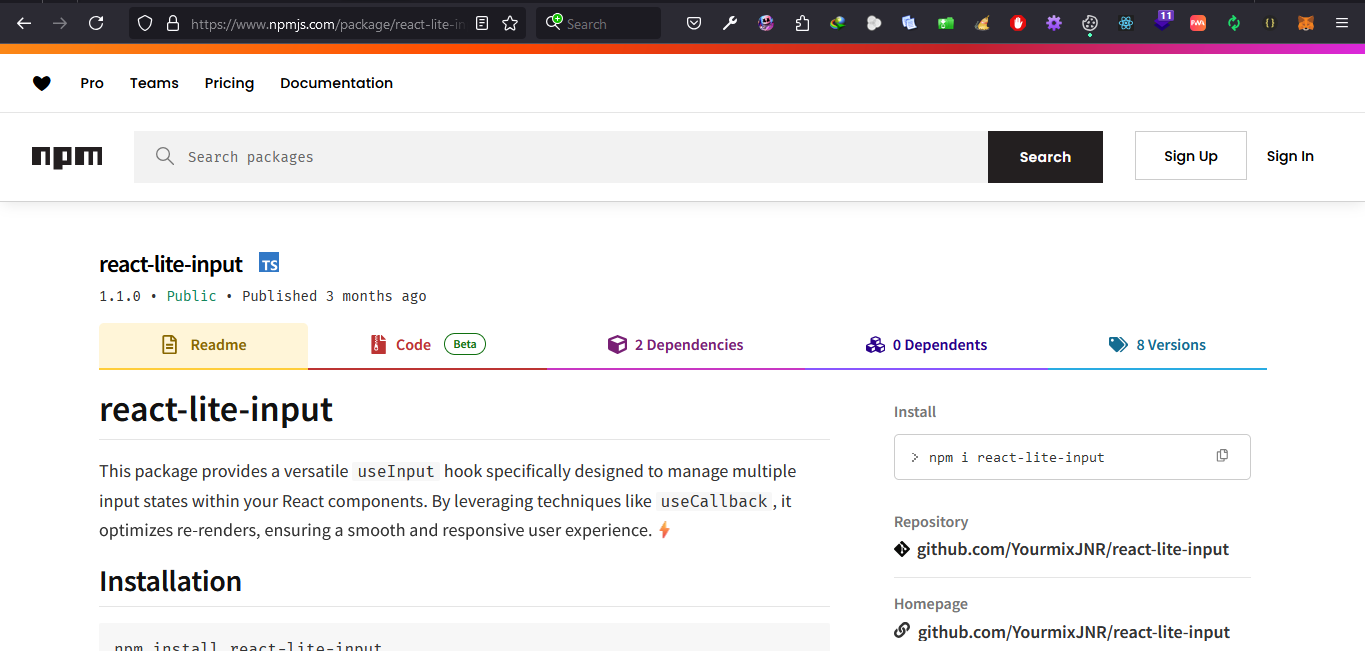 https://www.npmjs.com/package/react-lite-in
Search
11
PWA
Pro
Teams
Pricing
Documentation
npm
Search packages
Search
Sign Up
Sign In
react-lite-input TS
1.1.0 • Public • Published 3 months ago
Readme
Code Beta
2 Dependencies
0 Dependents
8 Versions
react-lite-input
This package provides a versatile useInput hook specifically designed to manage multiple
input states within your React components. By leveraging techniques like useCallback, it
optimizes re-renders, ensuring a smooth and responsive user experience. ⚡
Installation
npm install react-lite-input
Install
> npm i react-lite-input
Repository
github.com/YourmixJNR/react-lite-input
Homepage
github.com/YourmixJNR/react-lite-input